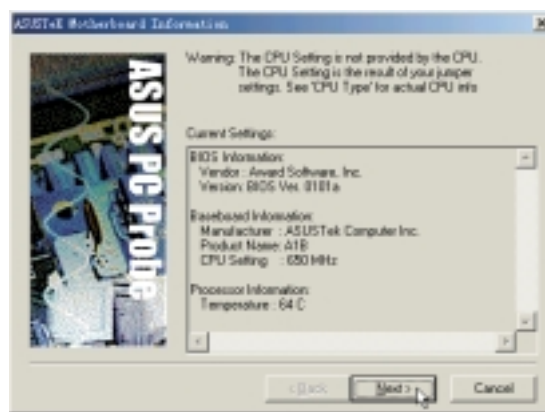 ASUSTeK Motherboard Information
Warning: The CPU Setting is not provided by the CPU.
The CPU Setting is the result of your jumper
settings. See 'CPU Type' for actual CPU info
ASUS PC Probe
Current Settings:
BIOS Information:
Vendor : Award Software, Inc.
Version: BIOS Ver. 0101a
Baseboard Information:
Manufacturer : ASUSTek Computer Inc.
Product Name: A1B
CPU Setting : 650 MHz
Processor Information:
Temperature : 64 C
< Back
Next >
Cancel